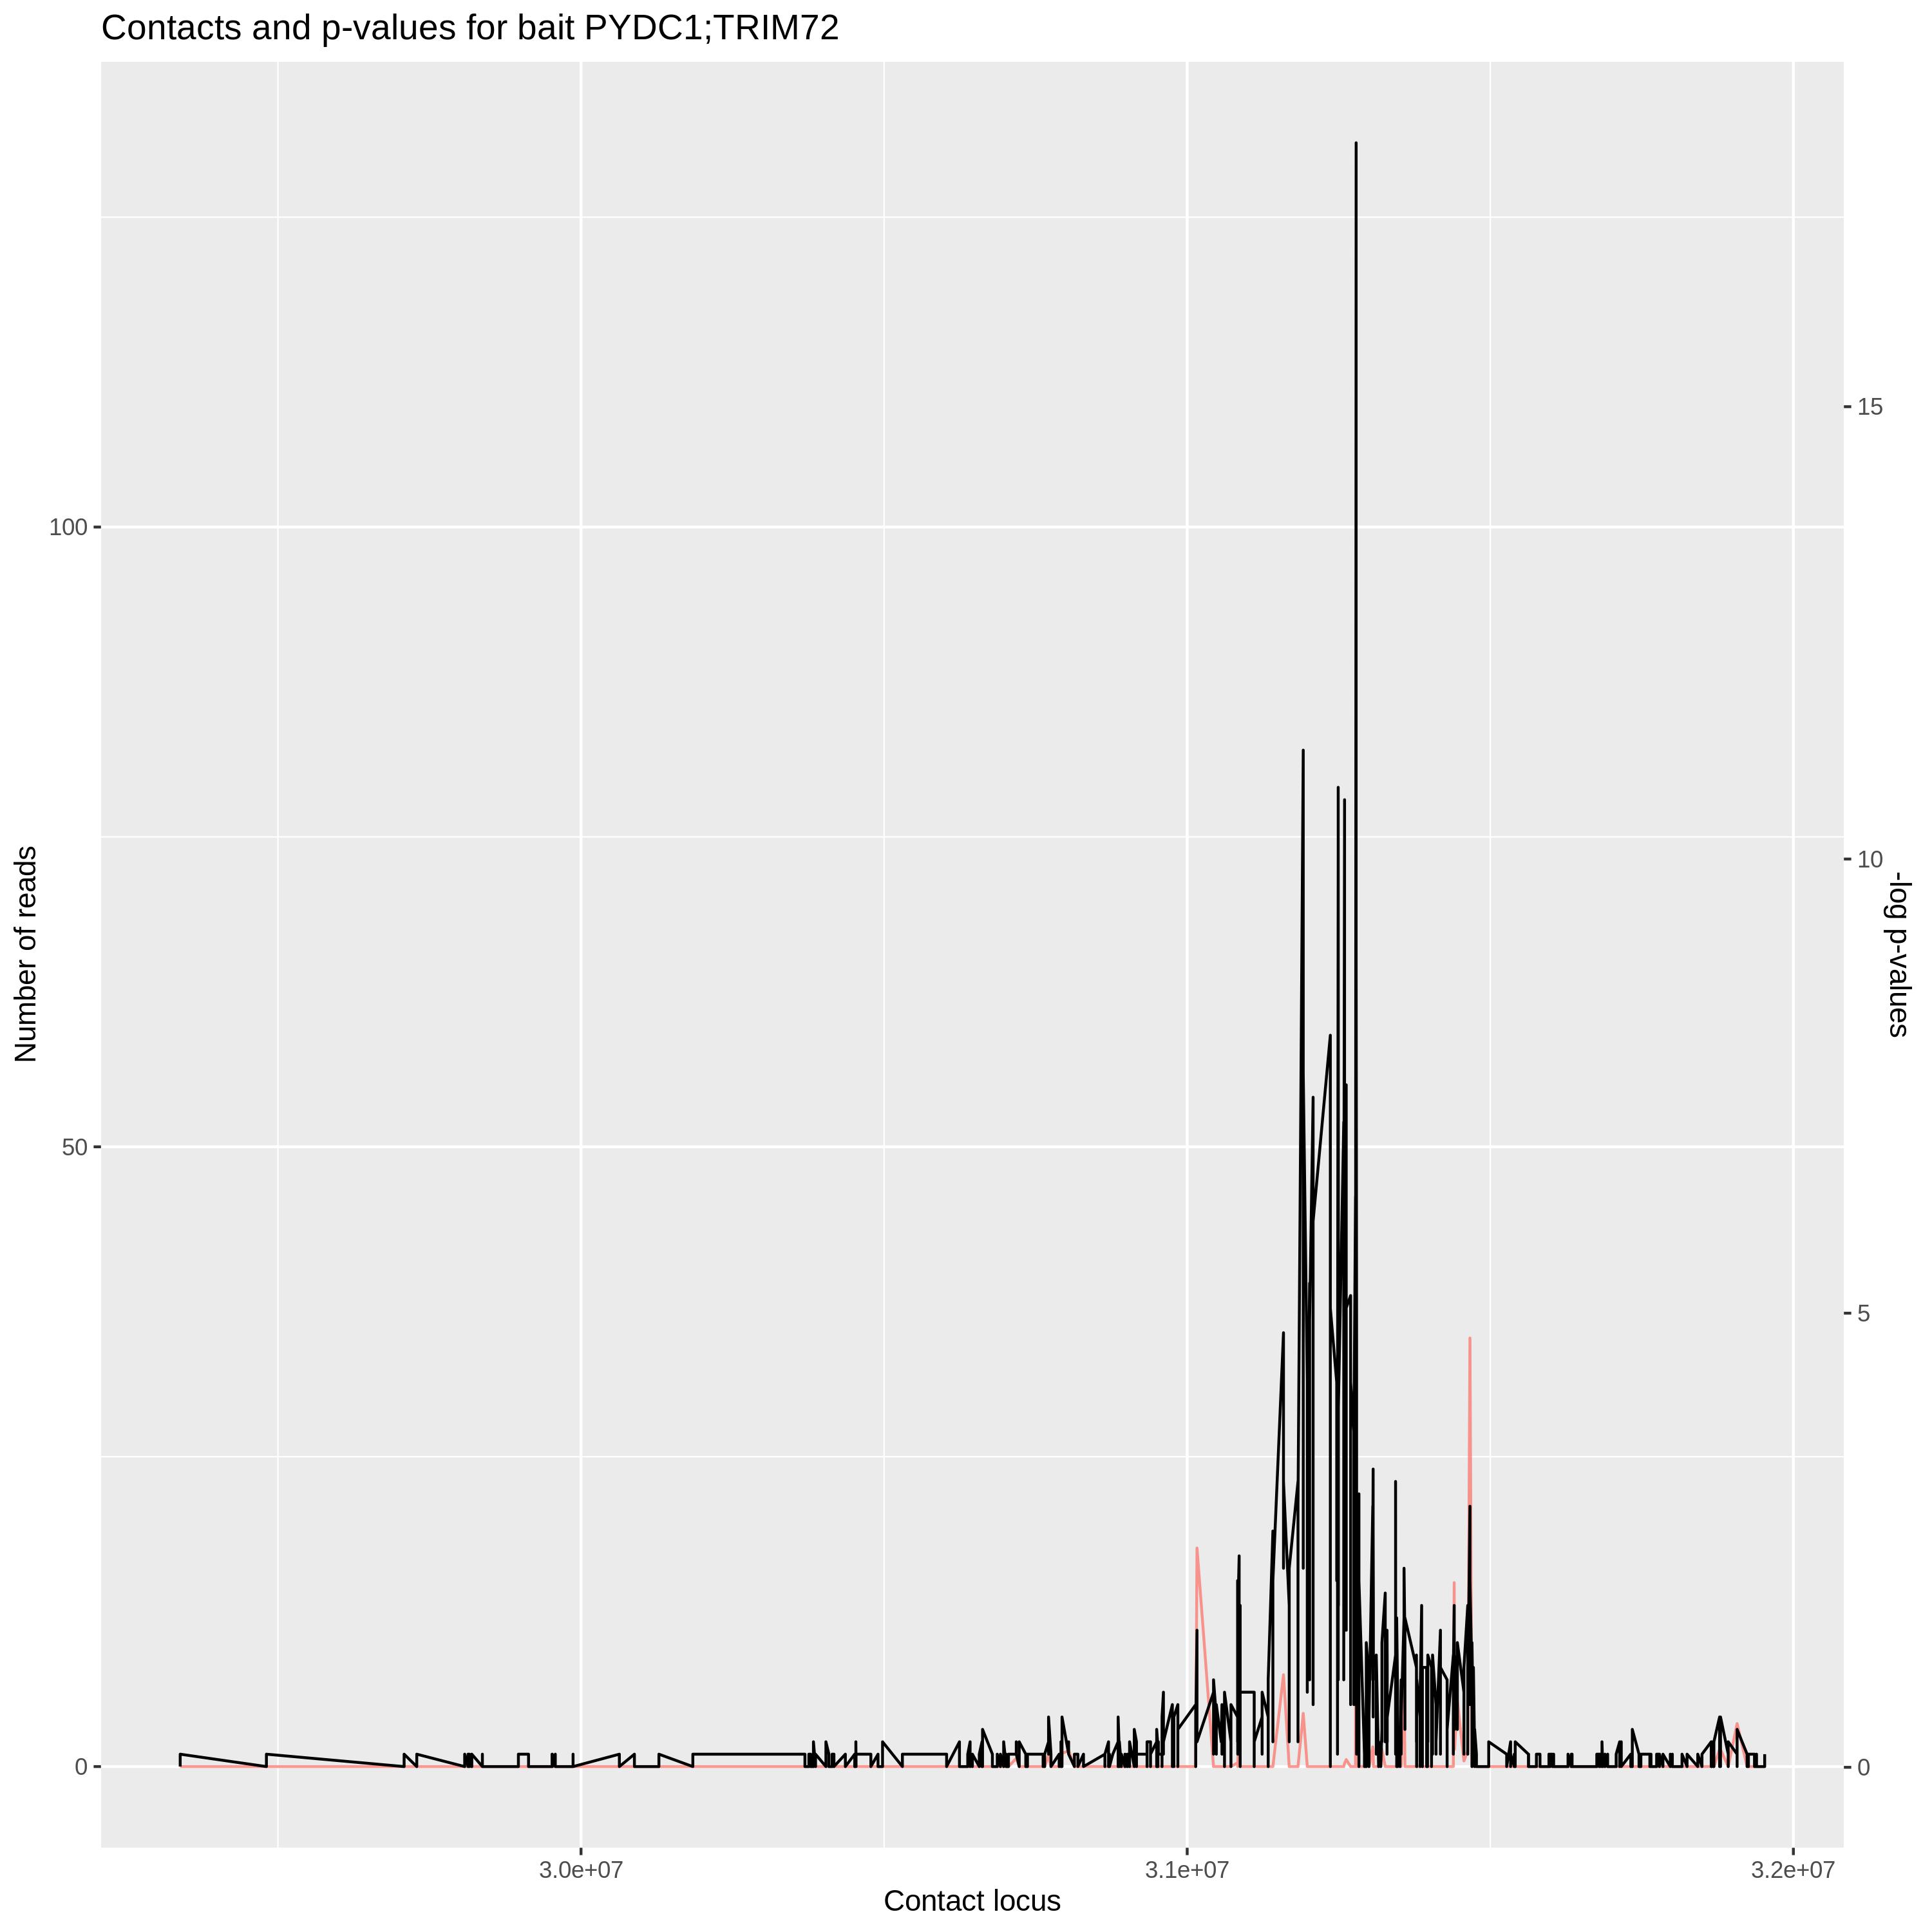 Contacts and p-values for bait PYDC1;TRIM72
Number of reads
100
50
0
15
10
5
0
-log p-values
3.0e+07
3.1e+07
3.2e+07
Contact locus